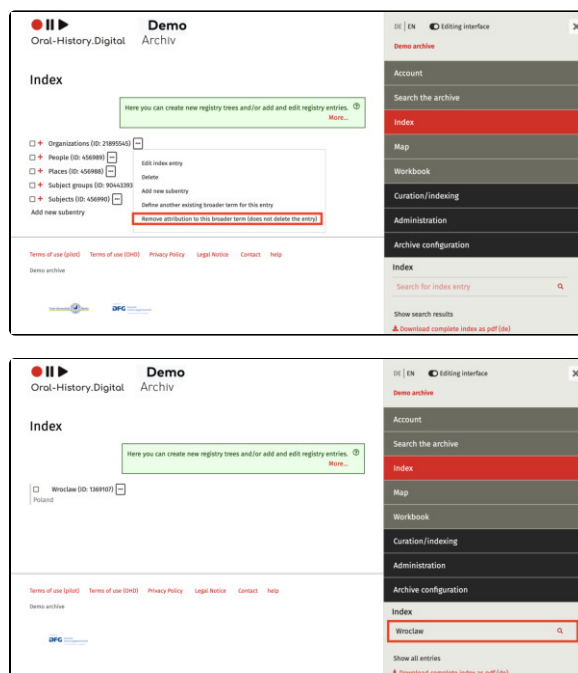 Demo
Oral-History.Digital Archiv
Index
Here you can create new registry trees and/or add and edit registry entries.
More...
+ Organizations (ID: 21895545)
+ People (ID: 456989)
+ Places (ID: 456988)
+ Subject groups (ID: 90443393
+ Subjects (ID: 456990)
Add new subentry
Edit index entry
Delete
Add new subentry
Define another existing broader term for this entry
Remove attribution to this broader term (does not delete the entry)
Terms of use (pilot) Terms of use (OHD) Privacy Policy Legal Notice Contact help
Demo archive
DFG
DE | EN Editing interface X
Demo archive
Account
Search the archive
Index
Map
Workbook
Curation/indexing
Administration
Archive configuration
Index
Search for index entry
Show search results
Download complete index as pdf (de)
Demo
Oral-History.Digital Archiv
Index
Here you can create new registry trees and/or add and edit registry entries.
More...
Wroclaw (ID: 1369107)
Poland
Terms of use (pilot) Terms of use (OHD) Privacy Policy Legal Notice Contact help
Demo archive
DFG
DE | EN Editing interface X
Demo archive
Account
Search the archive
Index
Map
Workbook
Curation/indexing
Administration
Archive configuration
Index
Wroclaw
Show all entries
Download complete index as pdf (de)